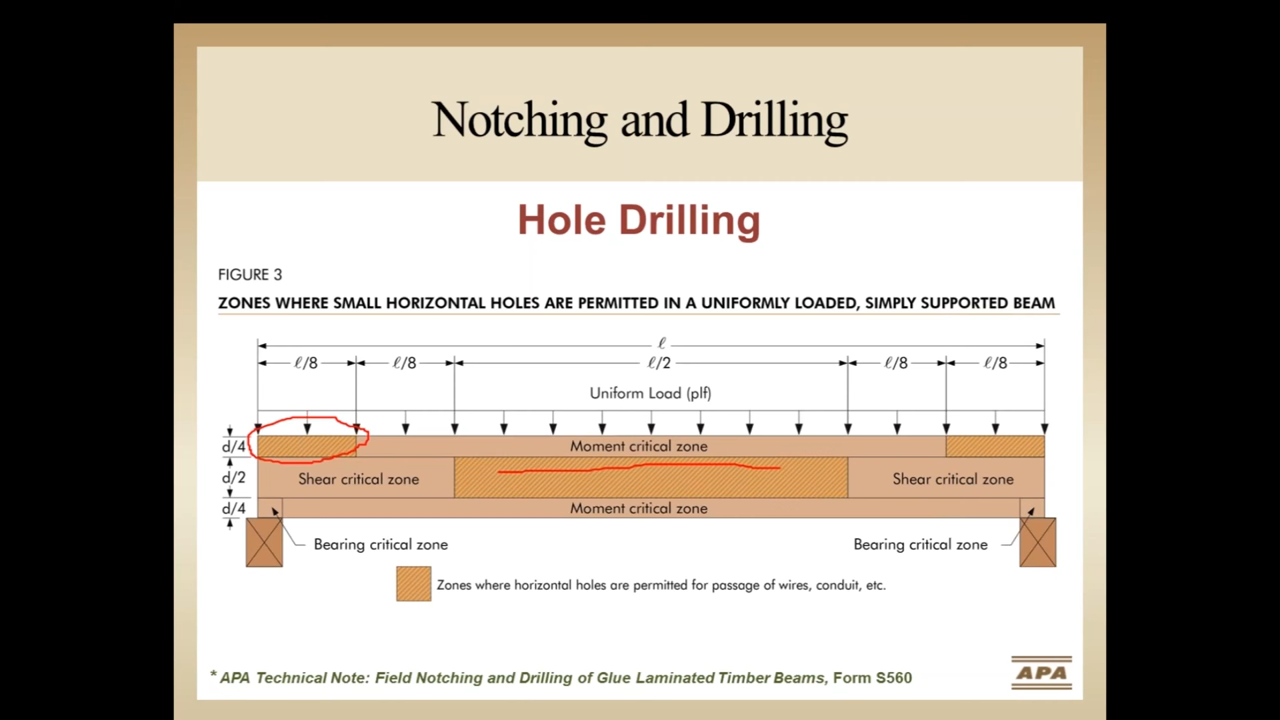 Notching and Drilling
Hole Drilling
FIGURE 3
ZONES WHERE SMALL HORIZONTAL HOLES ARE PERMITTED IN A UNIFORMLY LOADED, SIMPLY SUPPORTED BEAM
ℓ
ℓ/8 ℓ/8 ℓ/2 ℓ/8 ℓ/8
Uniform Load (plf)
d/4 Moment critical zone
d/2 Shear critical zone Shear critical zone
d/4 Moment critical zone
Bearing critical zone Bearing critical zone
Zones where horizontal holes are permitted for passage of wires, conduit, etc.
* APA Technical Note: Field Notching and Drilling of Glue Laminated Timber Beams, Form S560
APA